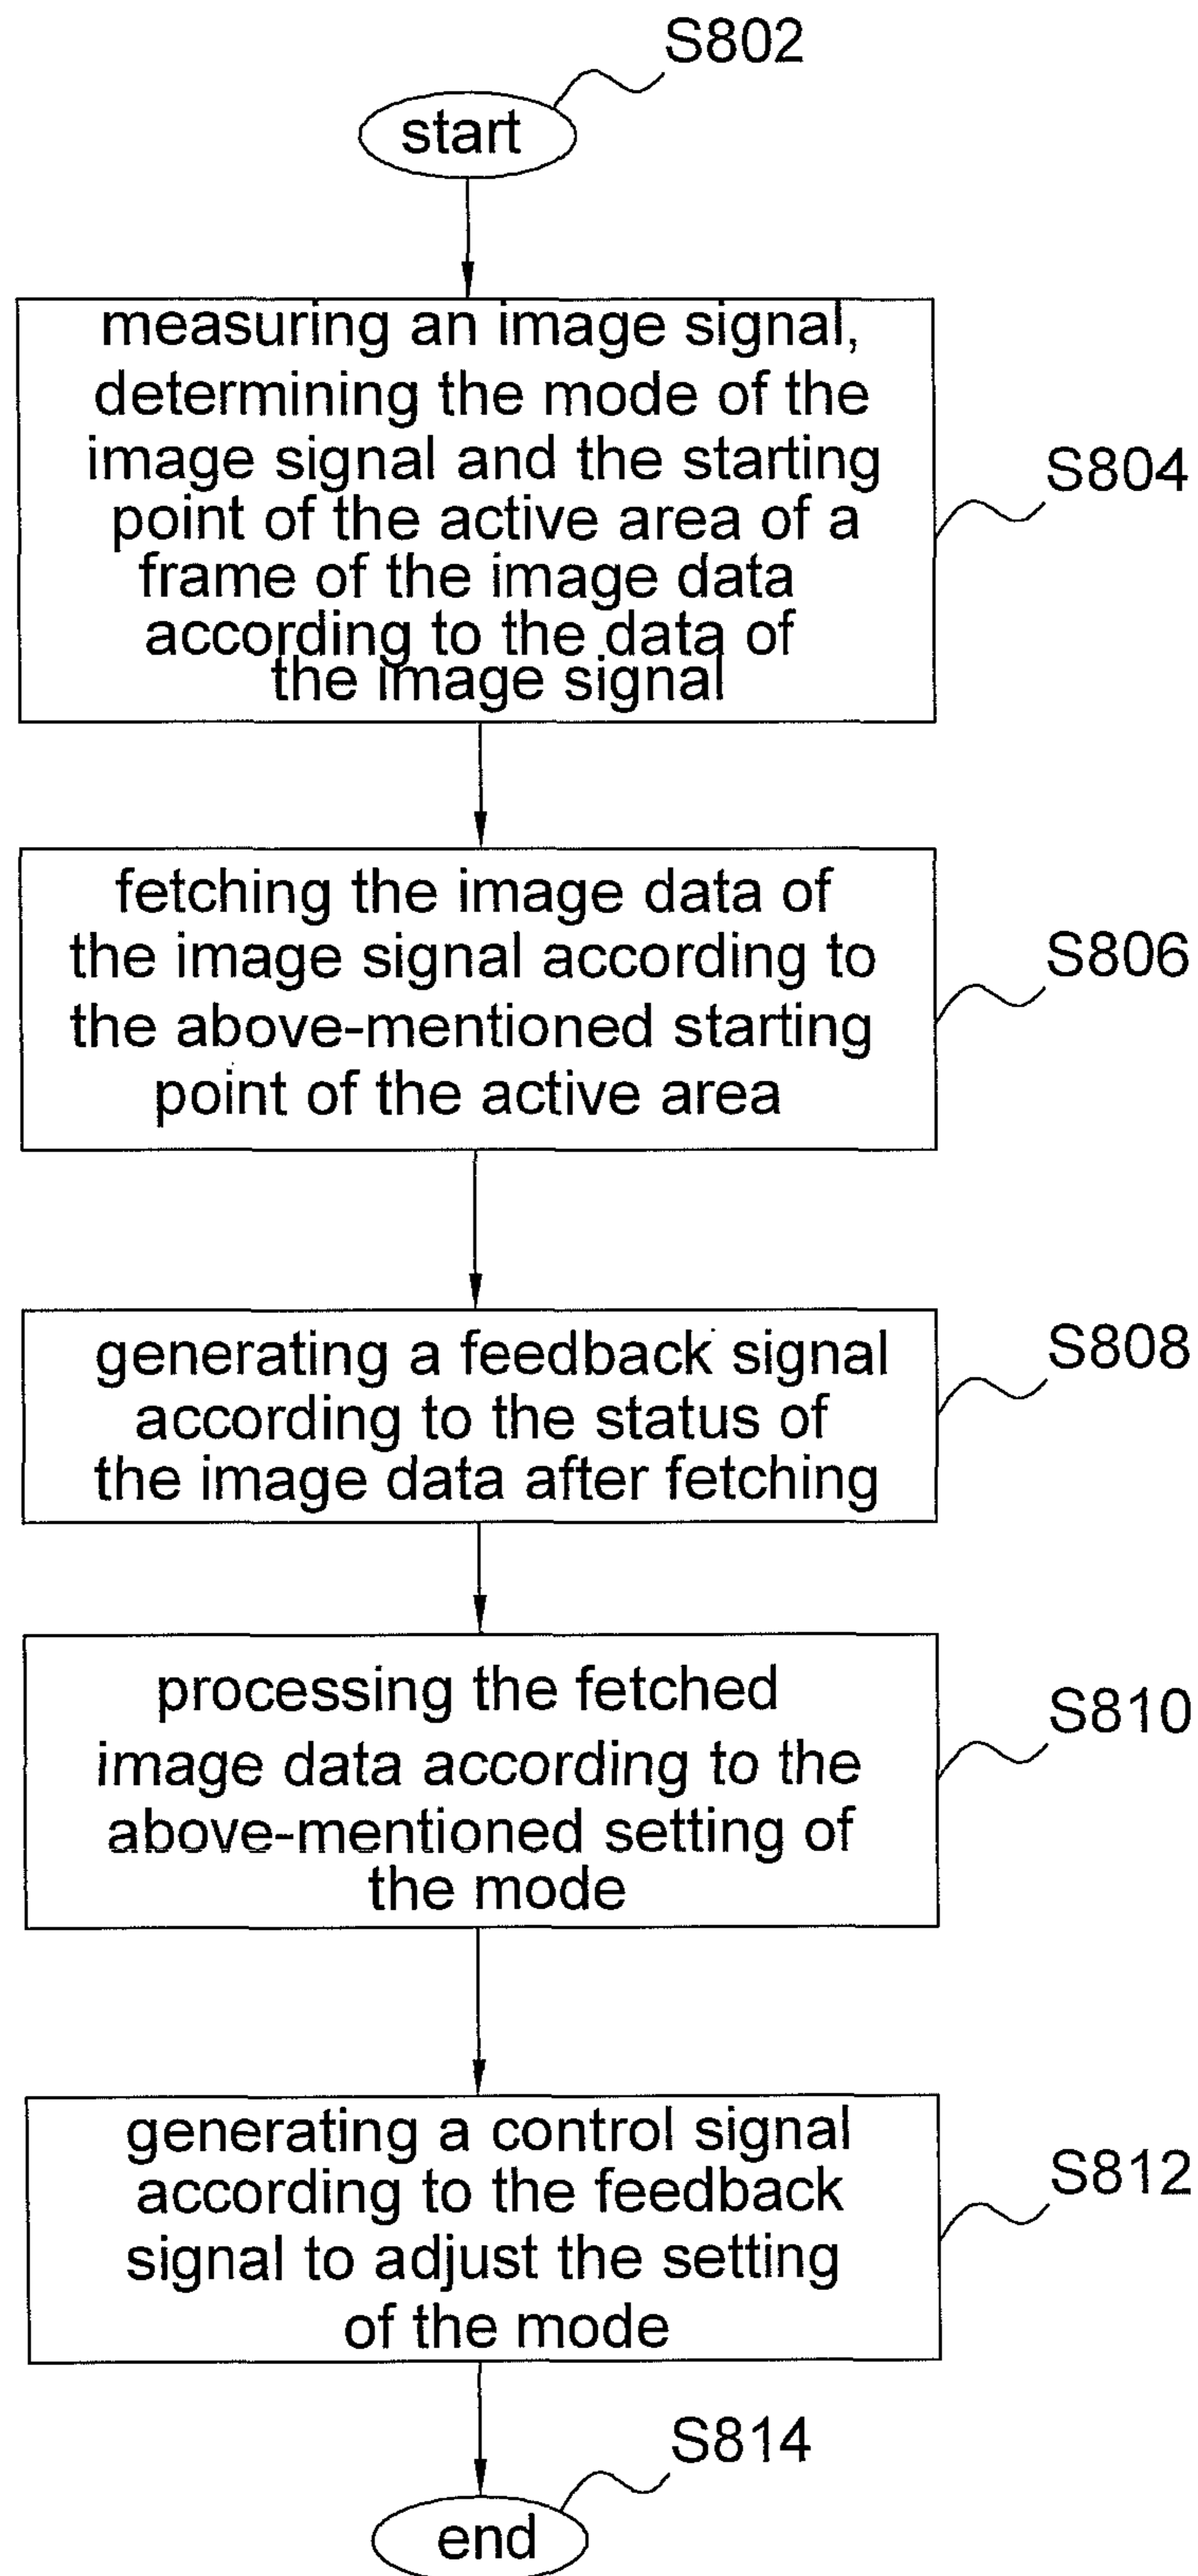 S802
start
measuring an image signal,
determining the mode of the
image signal and the starting
point of the active area of a
frame of the image data
according to the data of
the image signal
S804
fetching the image data of
the image signal according to
the above-mentioned starting
point of the active area
S806
generating a feedback signal
according to the status of
the image data after fetching
S808
processing the fetched
image data according to the
above-mentioned setting of
the mode
S810
generating a control signal
according to the feedback
signal to adjust the setting
of the mode
S812
S814
end